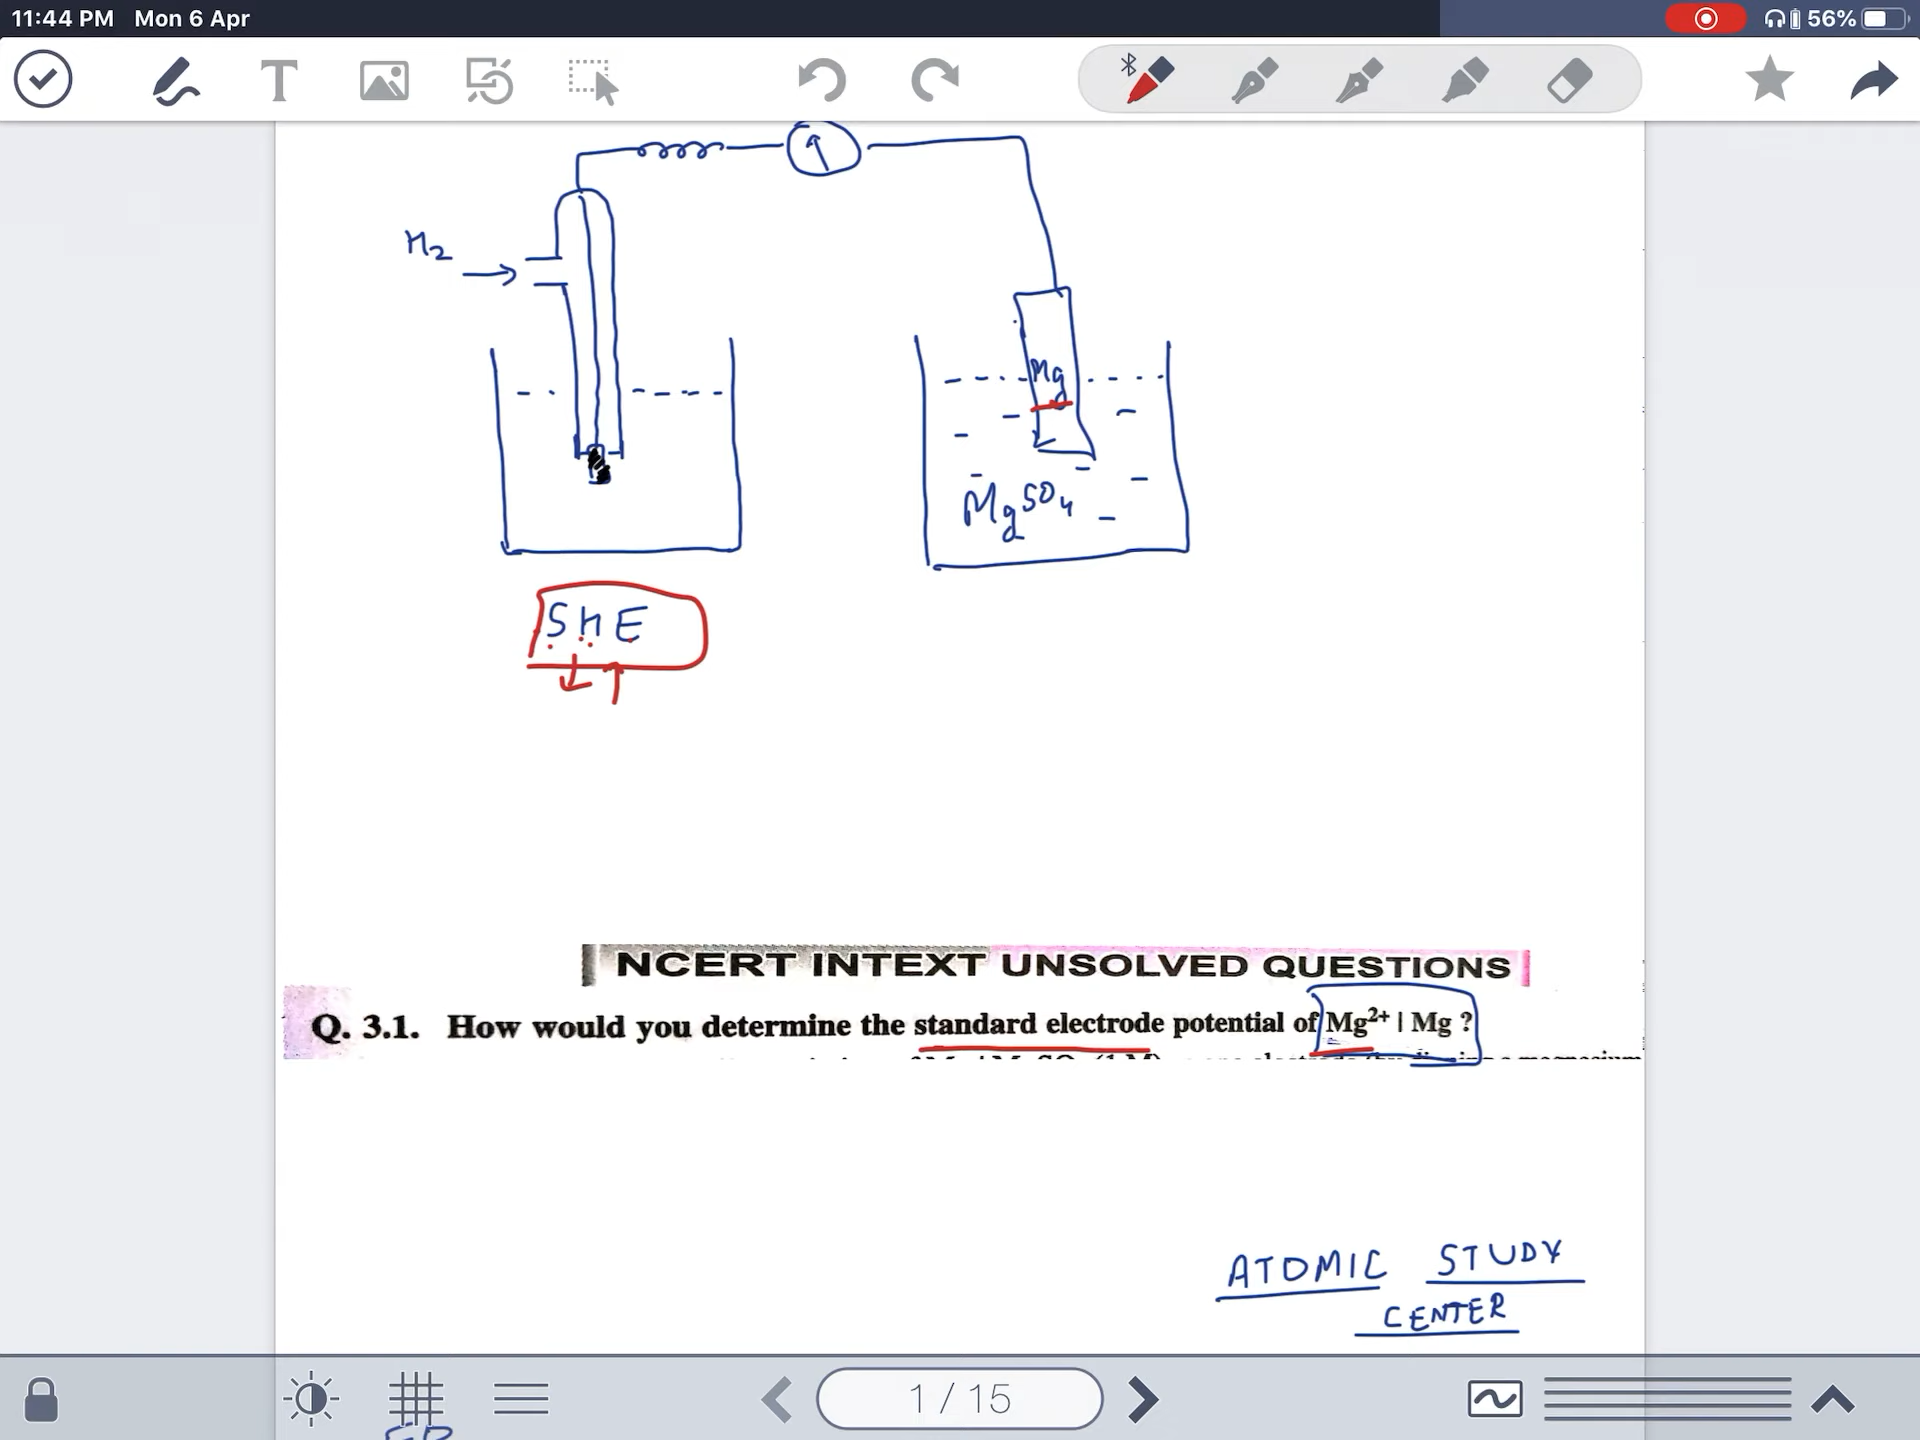 11:44 PM Mon 6 Apr
56%
T
H2
Mg
MgSO4
SHE
NCERT INTEXT UNSOLVED QUESTIONS
Q. 3.1. How would you determine the standard electrode potential of Mg²⁺ | Mg ?
ATOMIC STUDY
CENTER
1 / 15